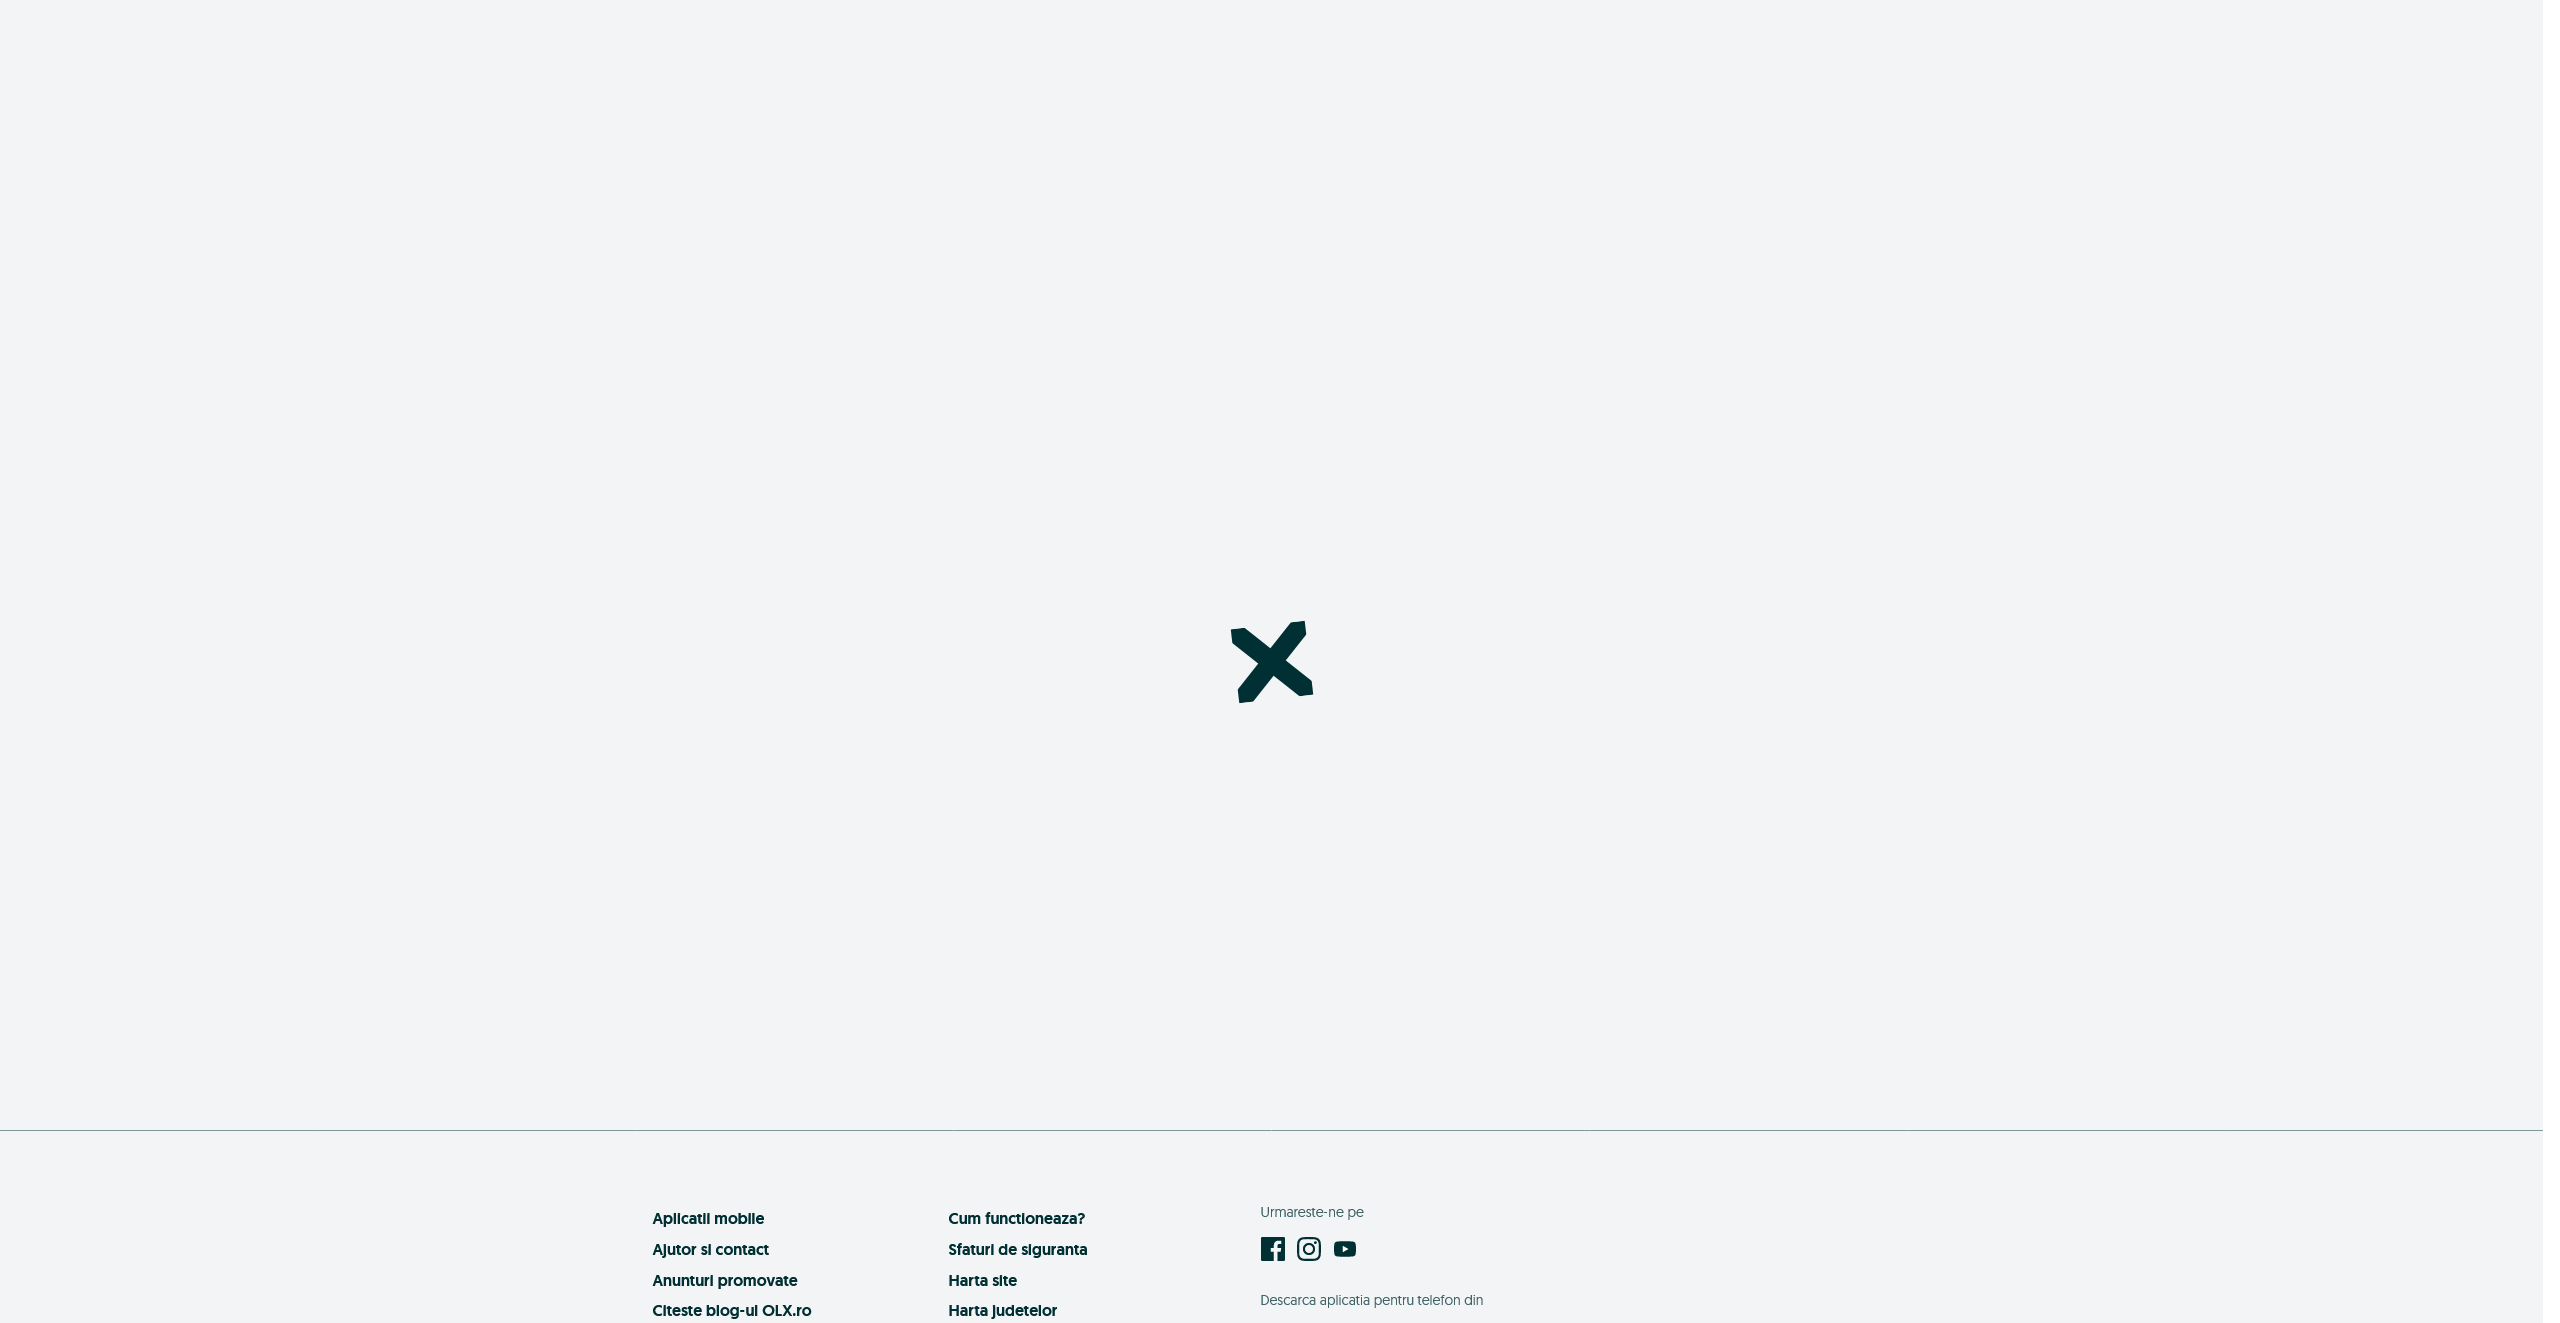 Aplicatii mobile
Ajutor si contact
Anunturi promovate
Citeste blog-ul OLX.ro
Cum functioneaza?
Sfaturi de siguranta
Harta site
Harta judetelor
Urmareste-ne pe
Descarca aplicatia pentru telefon din